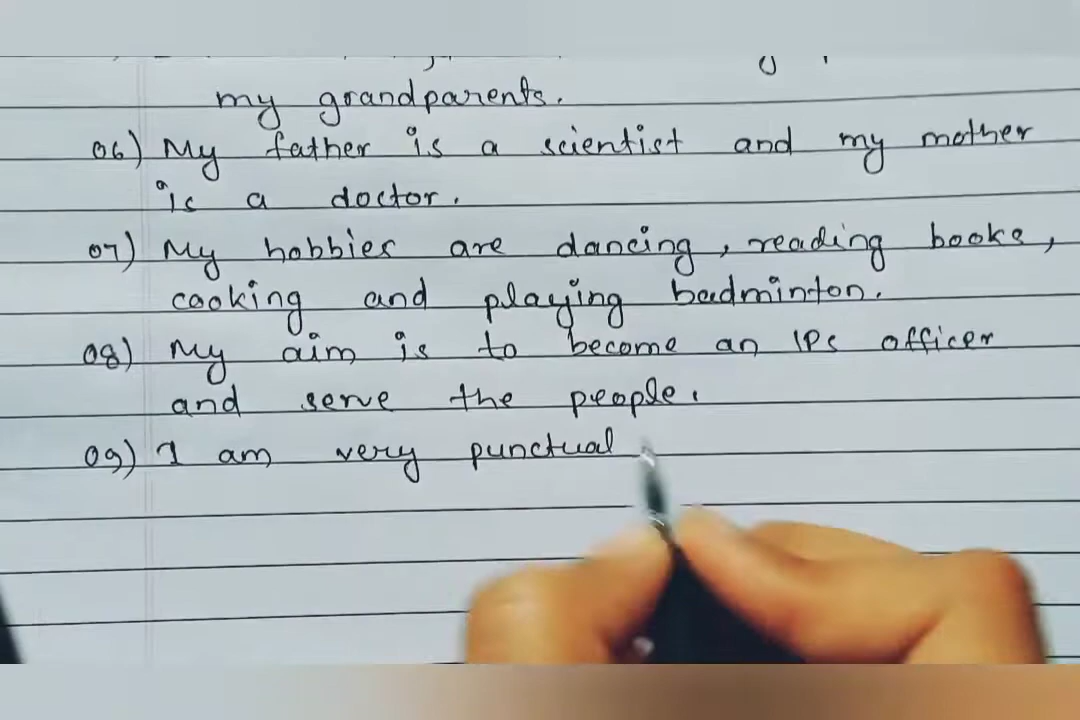 my grandparents.
06) My father is a scientist and my mother
is a doctor.
07) My hobbies are dancing, reading books,
cooking and playing badminton.
08) My aim is to become an IPS officer
and serve the people.
09) I am very punctual